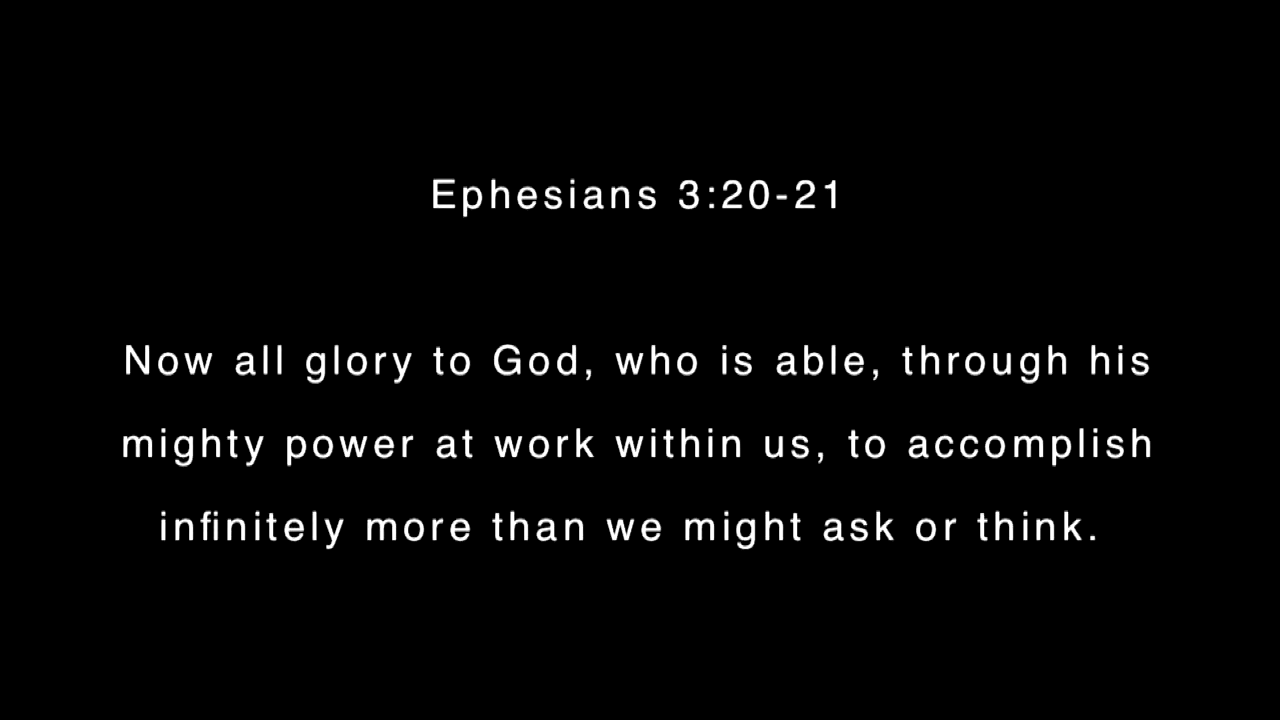 Ephesians 3:20-21
Now all glory to God, who is able, through his
mighty power at work within us, to accomplish
infinitely more than we might ask or think.